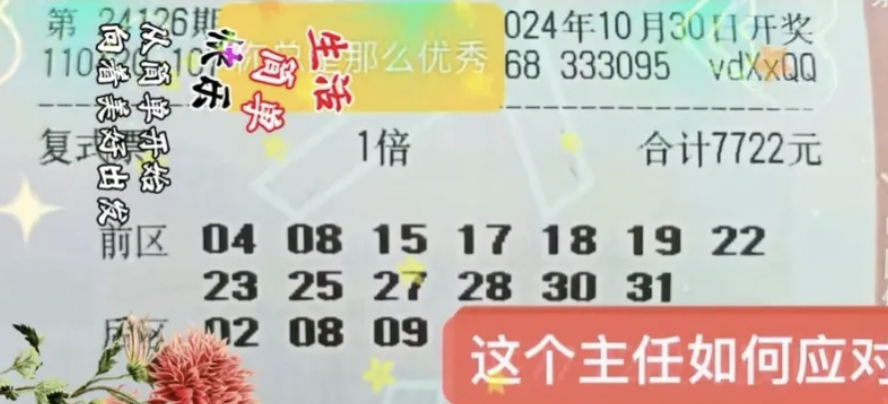 第 24126期
024年10月30日开奖
那么优秀
68 333095 vdXxQQ
生活
简单
快乐
从简单开始
向着美好出发
复式票 1倍 合计7722元
前区 04 08 15 17 18 19 22
23 25 27 28 30 31
后区 02 08 09
这个主任如何应对